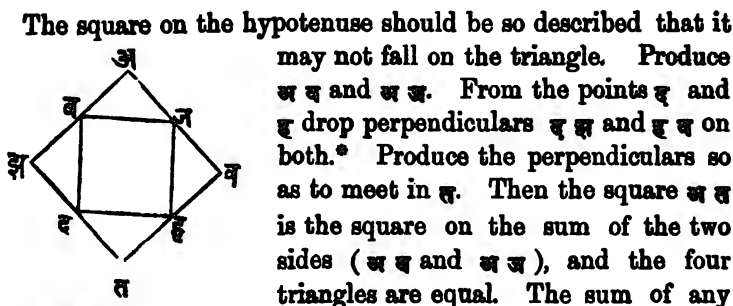 The square on the hypotenuse should be so described that it
may not fall on the triangle. Produce
अ ब and अ ज. From the points द and
ह drop perpendiculars द झ and ह व on
both.* Produce the perpendiculars so
as to meet in त. Then the square अ त
is the square on the sum of the two
sides ( अ ब and अ ज ), and the four
triangles are equal. The sum of any
अ
ब ज
झ व
द ह
त